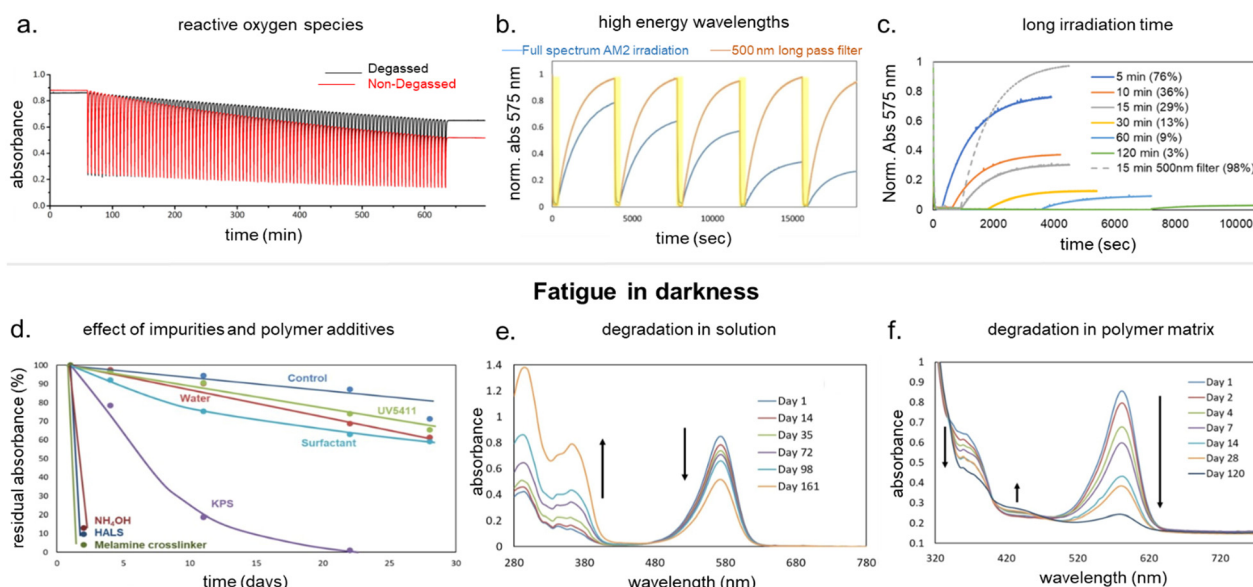 a.
reactive oxygen species
Degassed
Non-Degassed
absorbance
1.0
0.8
0.6
0.4
0.2
0.0
0
100
200
300
400
500
600
time (min)
b.
high energy wavelengths
Full spectrum AM2 irradiation
500 nm long pass filter
norm. Abs 575 nm
1
0.8
0.6
0.4
0.2
0
0
5000
10000
15000
time (sec)
c.
long irradiation time
Norm. Abs 575 nm
1
0.8
0.6
0.4
0.2
0
5 min (76%)
10 min (36%)
15 min (29%)
30 min (13%)
60 min (9%)
120 min (3%)
15 min 500nm filter (98%)
0
2000
4000
6000
8000
10000
time (sec)
Fatigue in darkness
d.
effect of impurities and polymer additives
residual absorbance (%)
100
90
80
70
60
50
40
30
20
10
0
Control
Water
UV5411
Surfactant
KPS
NH₄OH
HALS
Melamine crosslinker
0
5
10
15
20
25
30
time (days)
e.
degradation in solution
absorbance
1.4
1.2
1
0.8
0.6
0.4
0.2
0
Day 1
Day 14
Day 35
Day 72
Day 98
Day 161
280
380
480
580
680
780
wavelength (nm)
f.
degradation in polymer matrix
absorbance
1
0.9
0.8
0.7
0.6
0.5
0.4
0.3
0.2
0.1
Day 1
Day 2
Day 4
Day 7
Day 14
Day 28
Day 120
320
420
520
620
720
wavelength (nm)